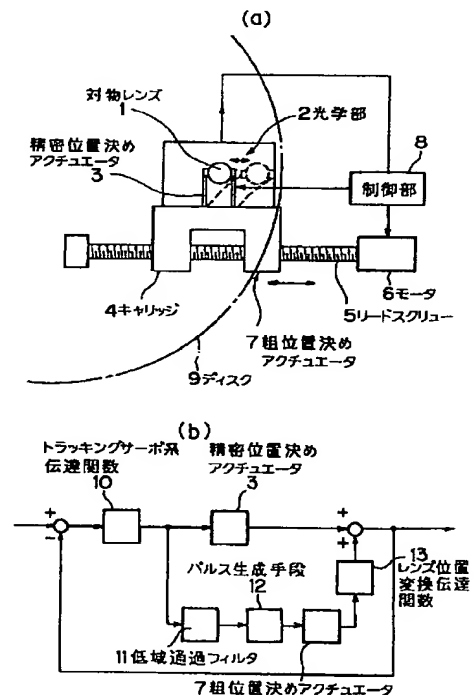 (a)
対物レンズ
1
2光学部
精密位置決め
アクチュエータ
3
8
制御部
6モータ
5リードスクリュー
4キャリッジ
7粗位置決め
アクチュエータ
9ディスク
(b)
トラッキングサーボ系
伝達関数
10
精密位置決め
アクチュエータ
3
+
−
+
+
13
レンズ位置
変換伝達
関数
パルス生成手段
12
11低域通過フィルタ
7粗位置決めアクチュエータ